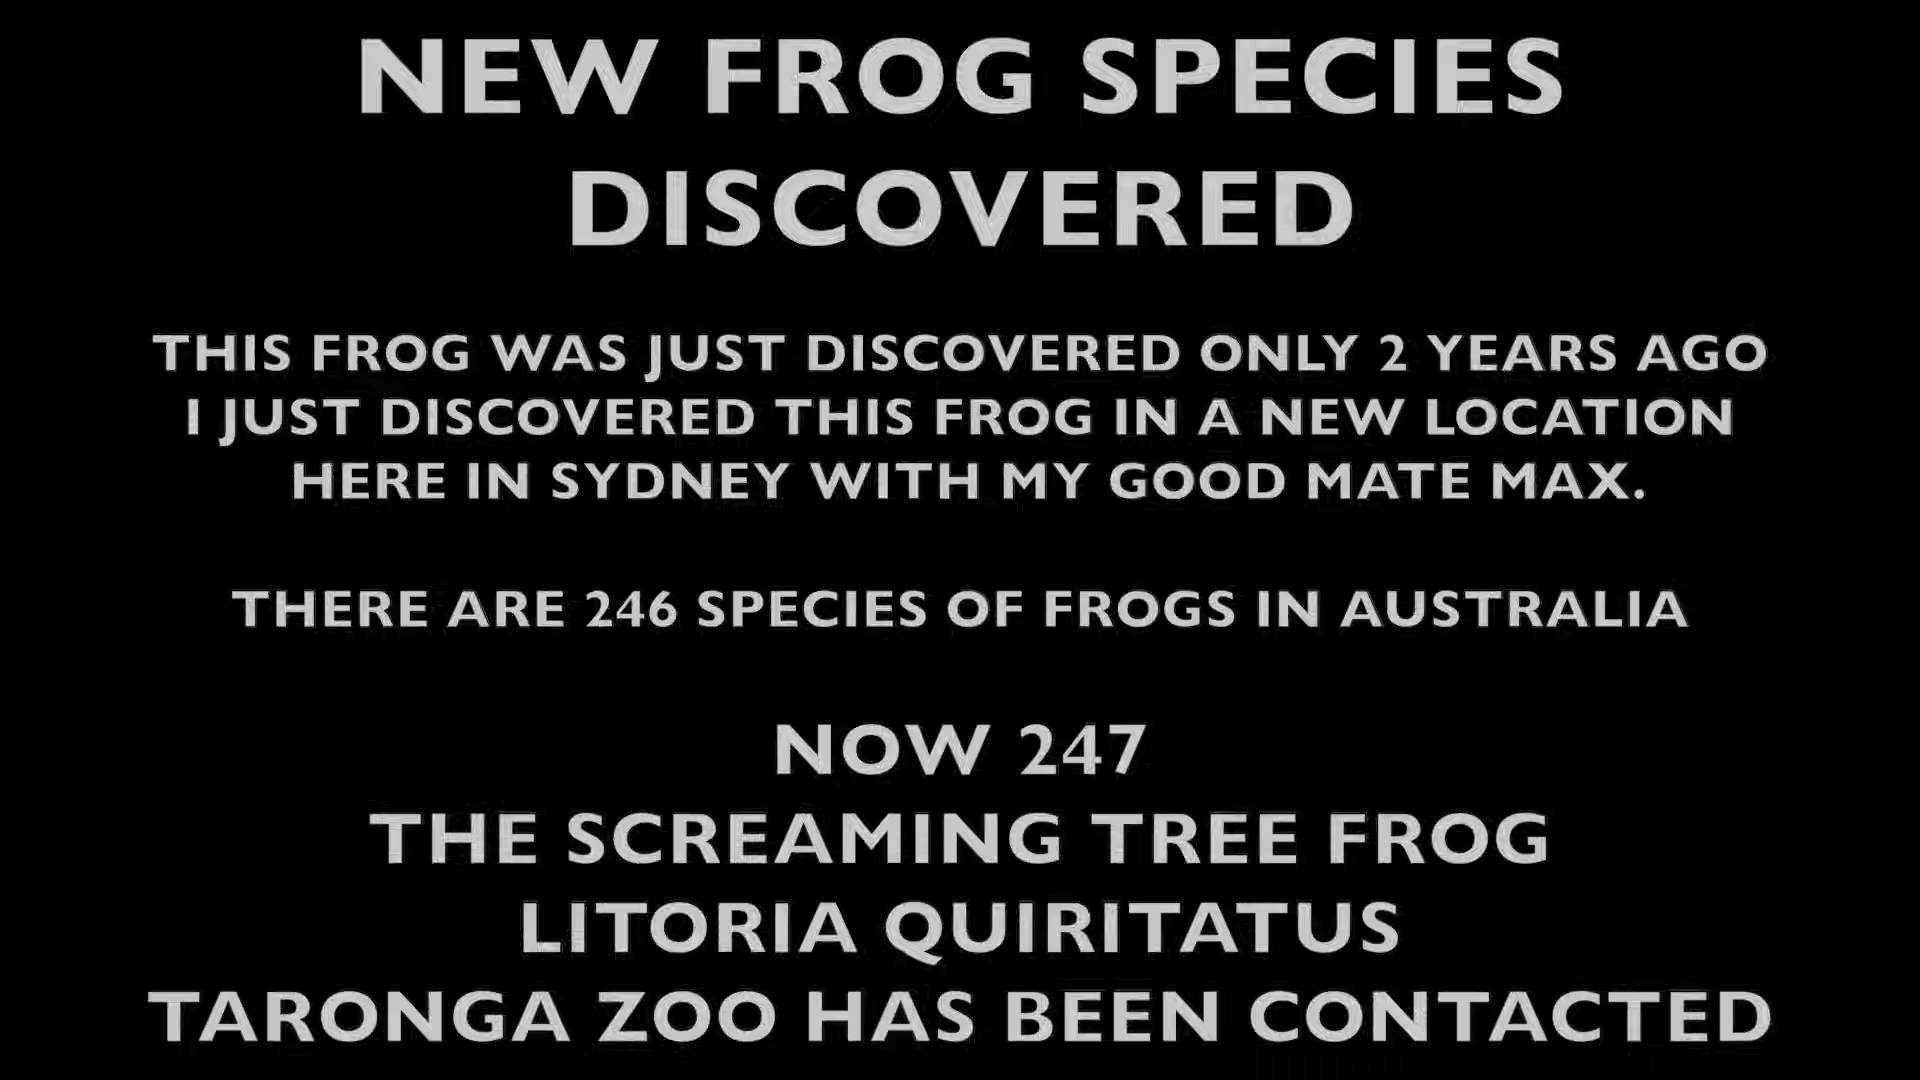 NEW FROG SPECIES
DISCOVERED
THIS FROG WAS JUST DISCOVERED ONLY 2 YEARS AGO
I JUST DISCOVERED THIS FROG IN A NEW LOCATION
HERE IN SYDNEY WITH MY GOOD MATE MAX.
THERE ARE 246 SPECIES OF FROGS IN AUSTRALIA
NOW 247
THE SCREAMING TREE FROG
LITORIA QUIRITATUS
TARONGA ZOO HAS BEEN CONTACTED